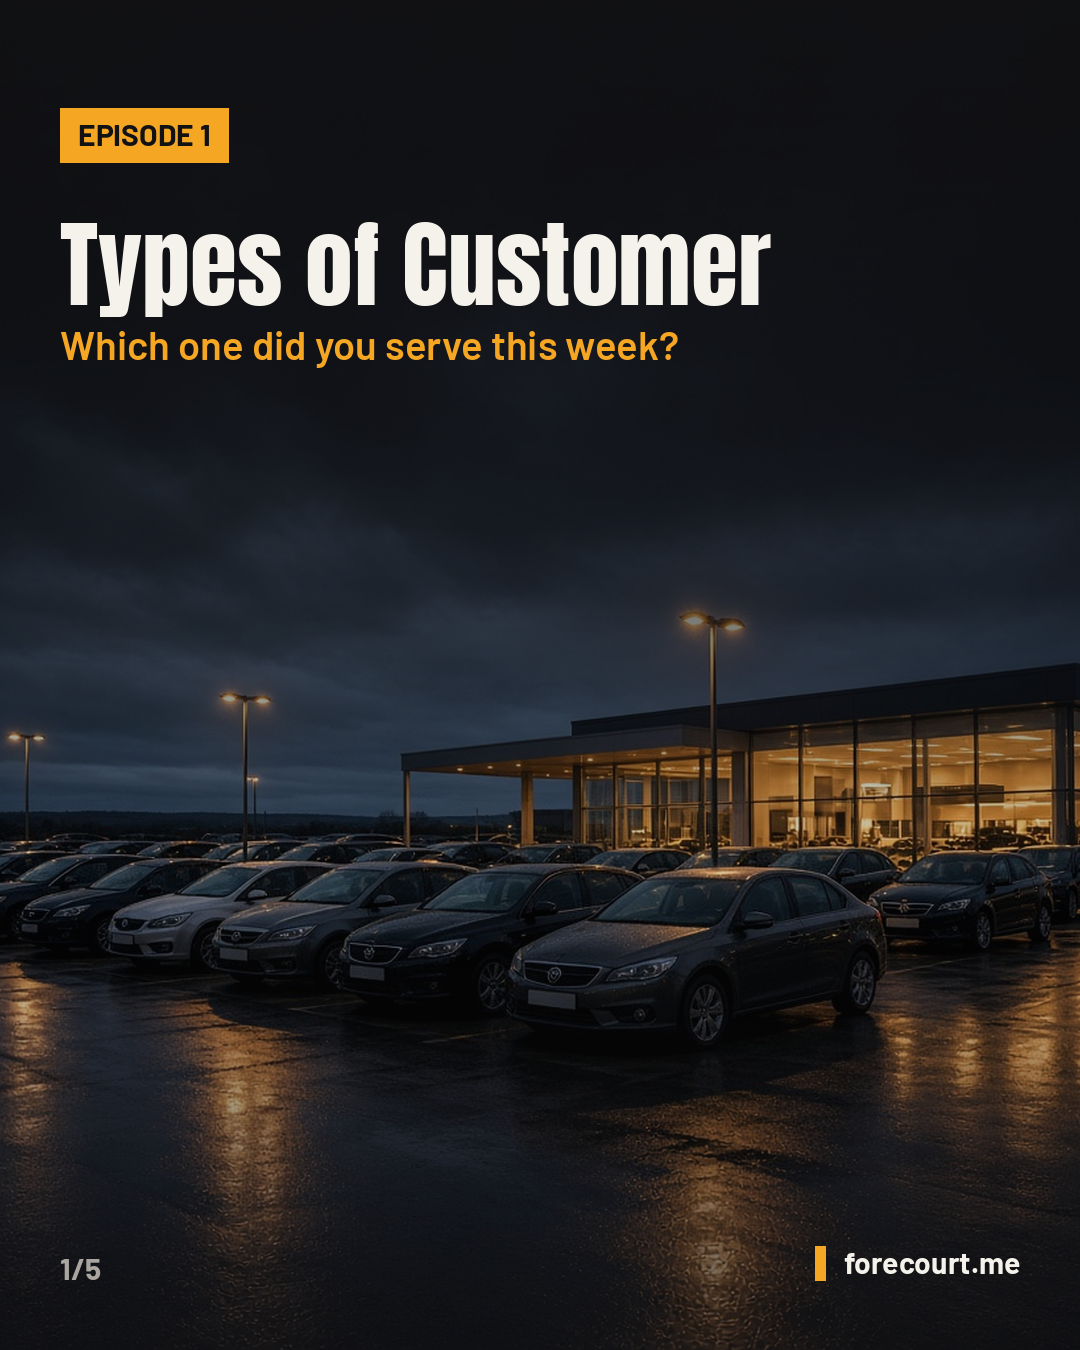 EPISODE 1
Types of Customer
Which one did you serve this week?
1/5
forecourt.me